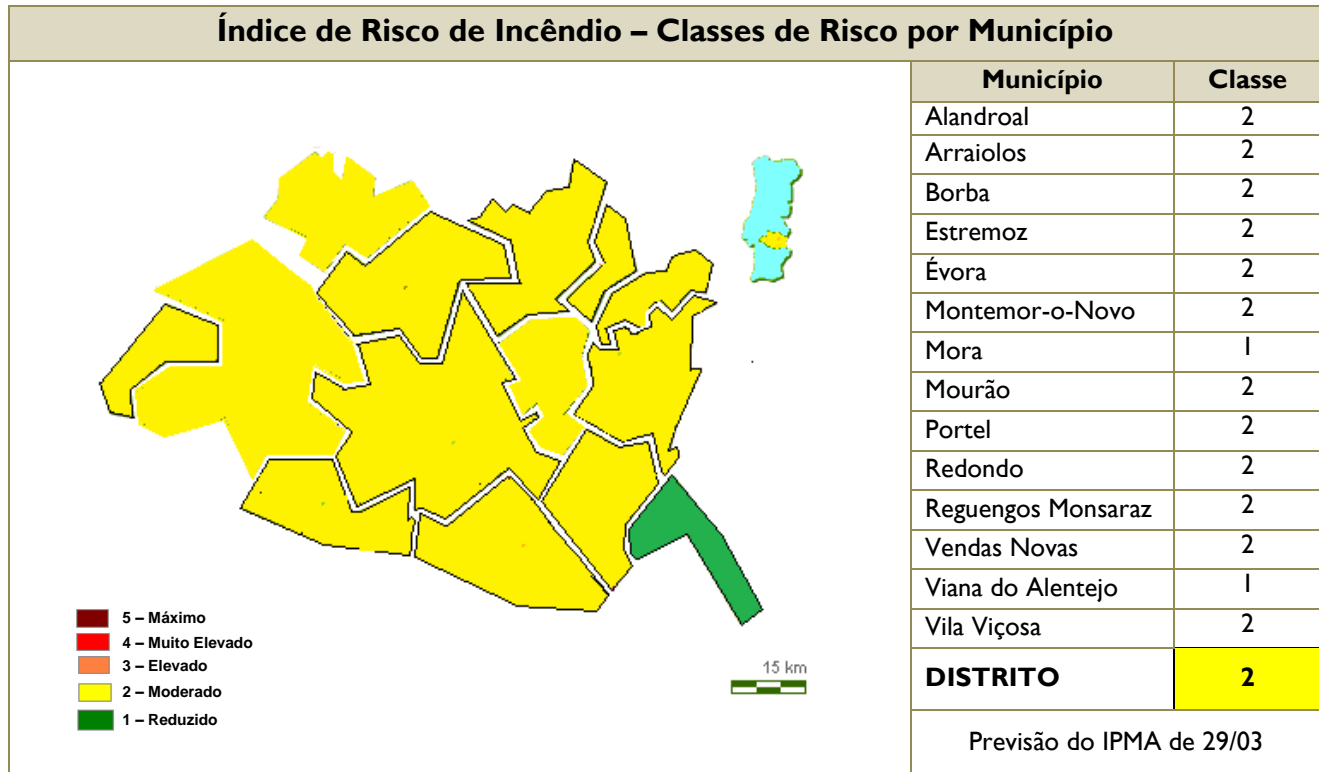 Índice de Risco de Incêndio – Classes de Risco por Município
Município Classe
Alandroal 2
Arraiolos 2
Borba 2
Estremoz 2
Évora 2
Montemor-o-Novo 2
Mora 1
Mourão 2
Portel 2
Redondo 2
Reguengos Monsaraz 2
Vendas Novas 2
Viana do Alentejo 1
Vila Viçosa 2
DISTRITO 2
Previsão do IPMA de 29/03
5 – Máximo
4 – Muito Elevado
3 – Elevado
2 – Moderado
1 – Reduzido
15 km